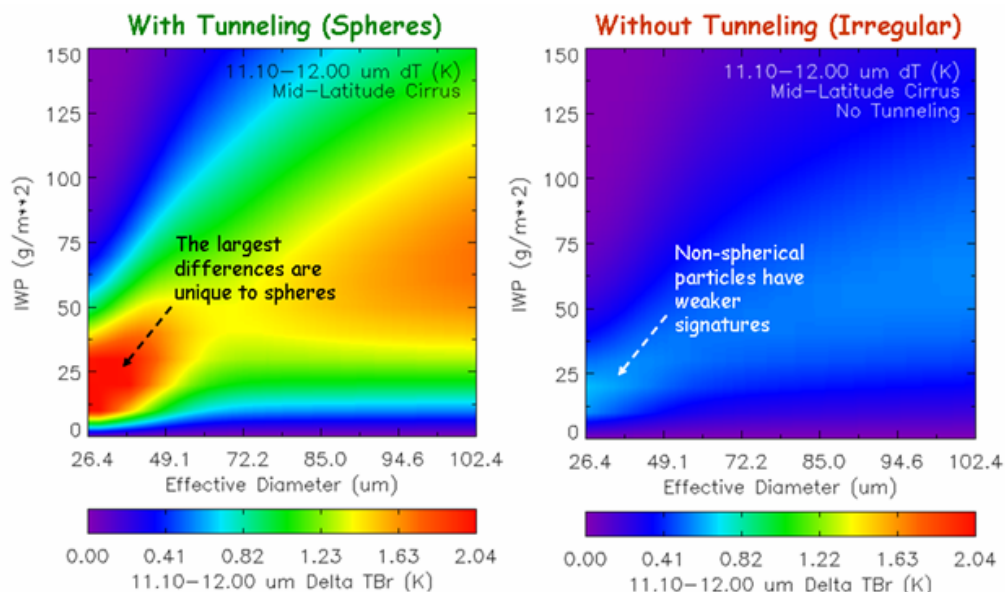 With Tunneling (Spheres)
150
125
100
75
50
25
0
IWP (g/m**2)
11.10-12.00 um dT (K)
Mid-Latitude Cirrus
The largest
differences are
unique to spheres
26.4 49.1 72.2 85.0 94.6 102.4
Effective Diameter (um)
0.00 0.41 0.82 1.23 1.63 2.04
11.10-12.00 um Delta TBr (K)
Without Tunneling (Irregular)
150
125
100
75
50
25
0
IWP (g/m**2)
11.10-12.00 um dT (K)
Mid-Latitude Cirrus
No Tunneling
Non-spherical
particles have
weaker
signatures
26.4 49.1 72.2 85.0 94.6 102.4
Effective Diameter (um)
0.00 0.41 0.82 1.22 1.63 2.04
11.10-12.00 um Delta TBr (K)